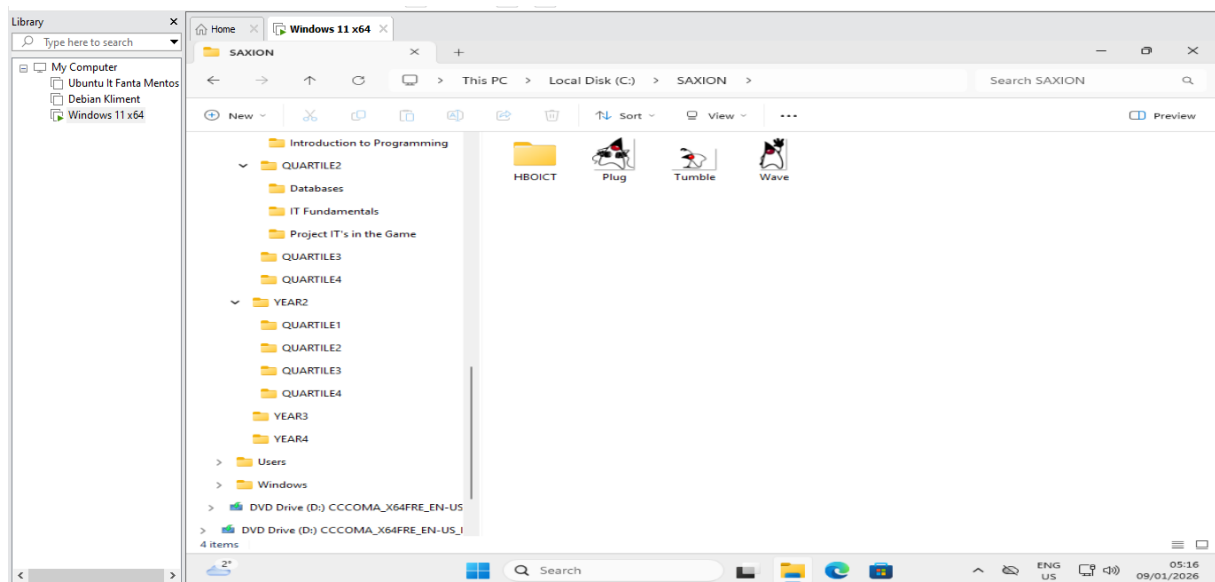 Library
Type here to search
My Computer
Ubuntu It Fanta Mentos
Debian Kliment
Windows 11 x64
Home
Windows 11 x64
SAXION
This PC > Local Disk (C:) > SAXION >
Search SAXION
New
Sort
View
Preview
Introduction to Programming
QUARTILE2
Databases
IT Fundamentals
Project IT's in the Game
QUARTILE3
QUARTILE4
YEAR2
QUARTILE1
QUARTILE2
QUARTILE3
QUARTILE4
YEAR3
YEAR4
Users
Windows
DVD Drive (D:) CCCOMA_X64FRE_EN-US
DVD Drive (D:) CCCOMA_X64FRE_EN-US_
4 items
HBOICT
Plug
Tumble
Wave
2°
Search
ENG
US
05:16
09/01/2026